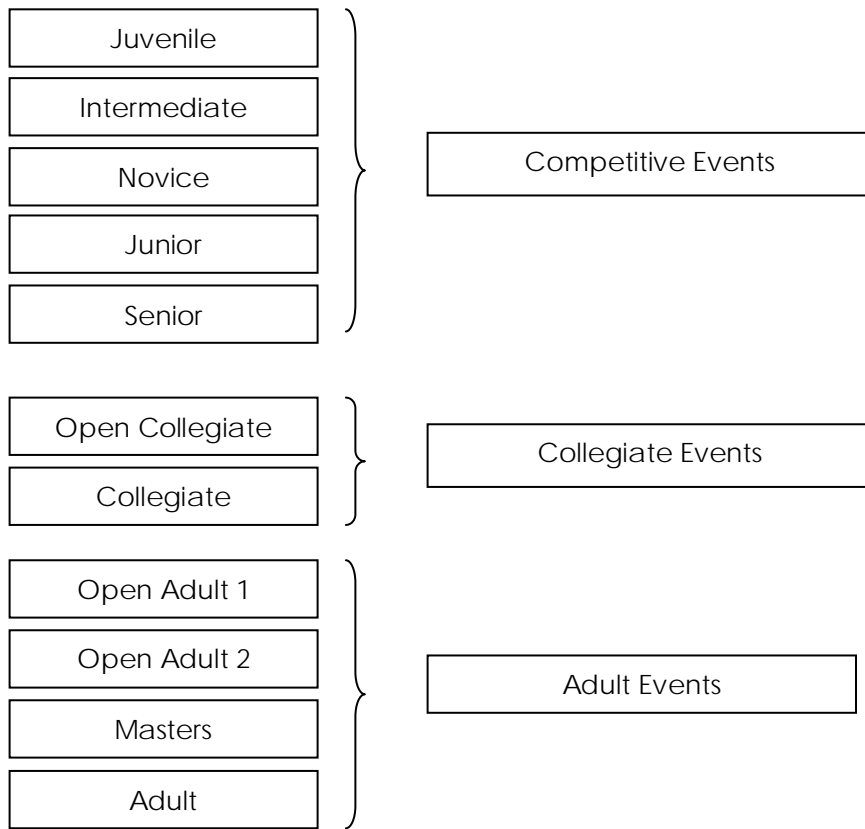 Juvenile
Intermediate
Novice
Junior
Senior
Competitive Events
Open Collegiate
Collegiate
Collegiate Events
Open Adult 1
Open Adult 2
Masters
Adult
Adult Events